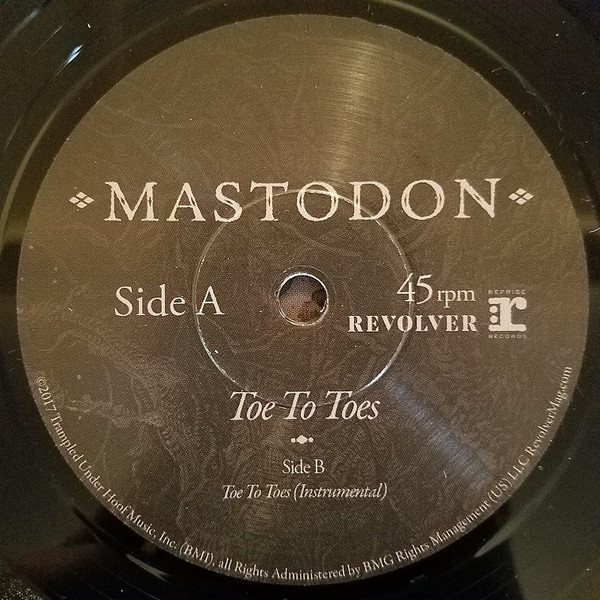 MASTODON
Side A
45 rpm
REVOLVER
REPRISE
r
RECORDS
Toe To Toes
Side B
Toe To Toes (Instrumental)
©2017 Trampled Under Hoof Music, Inc. (BMI), all Rights Administered by BMG Rights Management (US) LLC RevolverMag.com